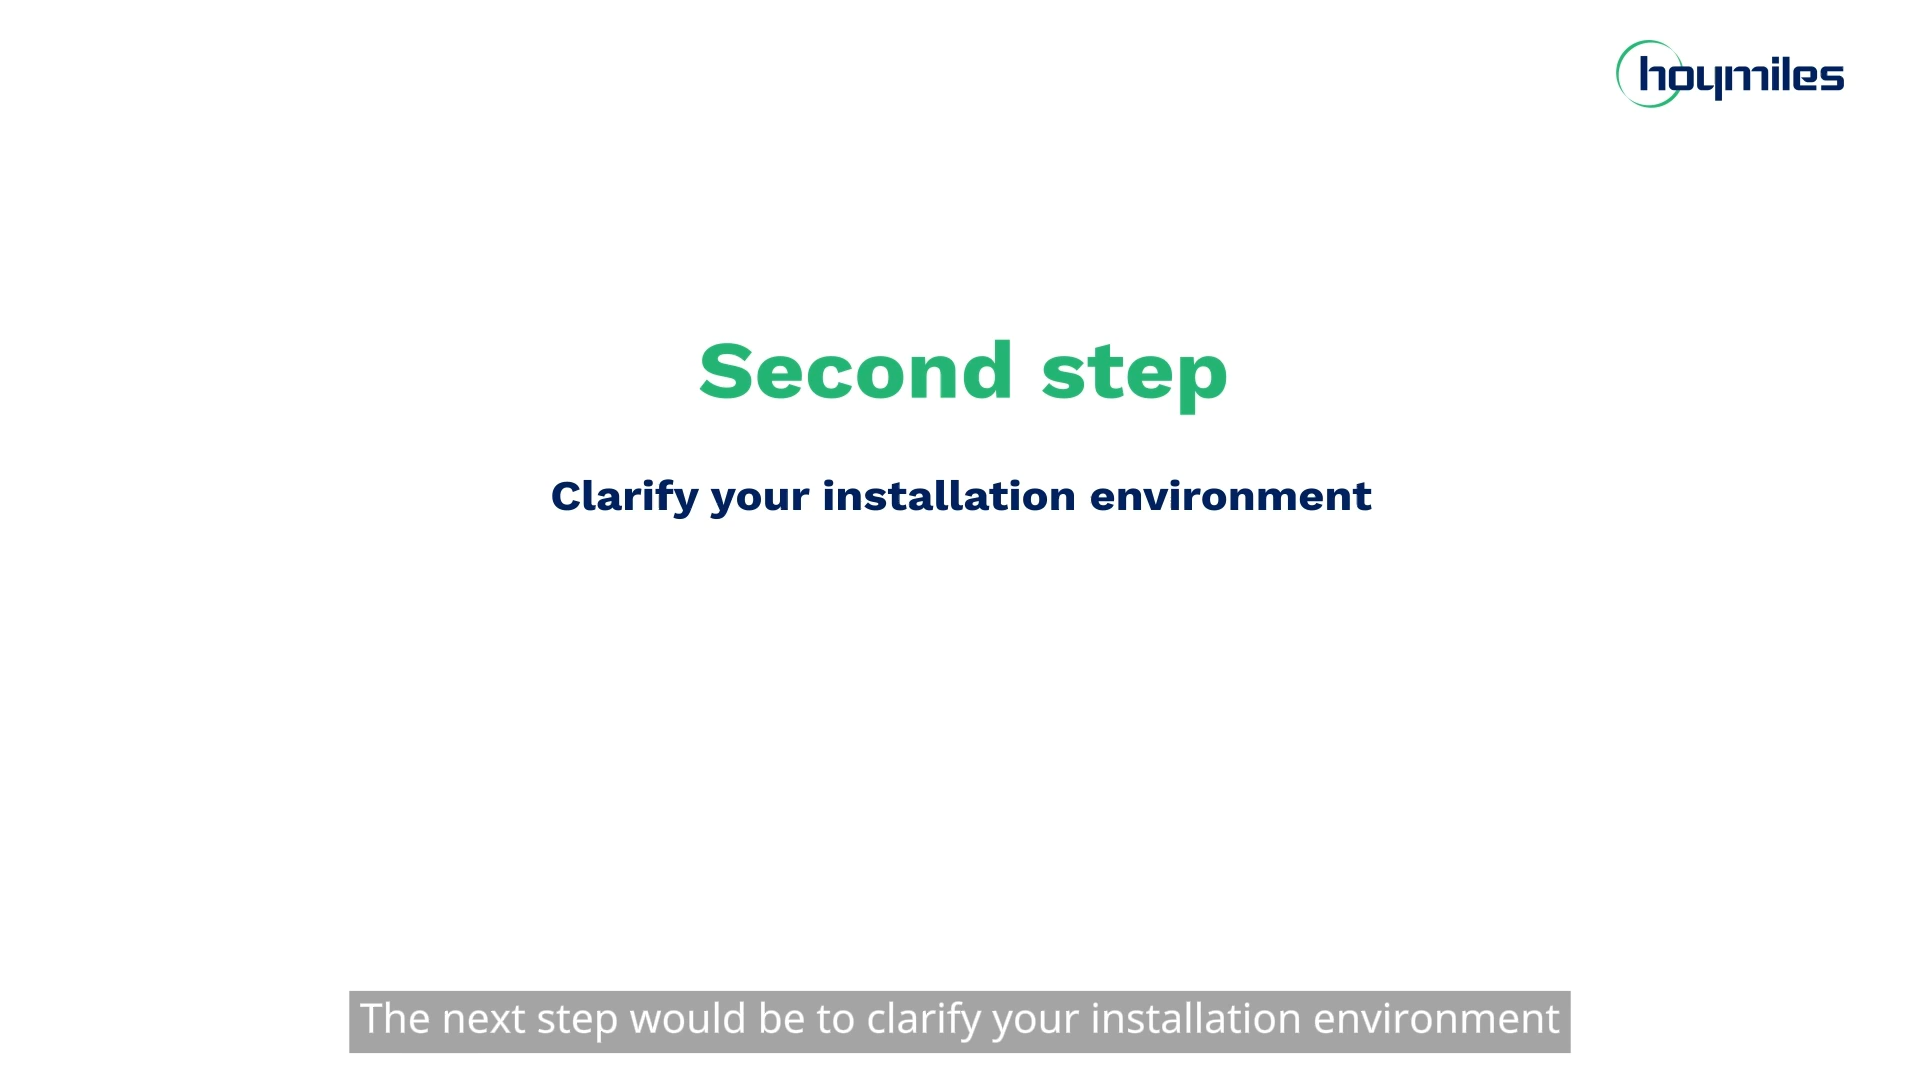 hoymiles
Second step
Clarify your installation environment
The next step would be to clarify your installation environment